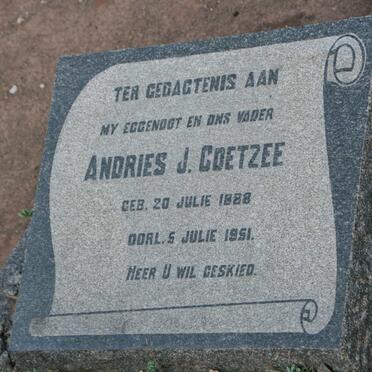 TER GEDAGTENIS AAN
MY EGGENOOT EN ONS VADER
ANDRIES J. COETZEE
GEB. 20 JULIE 1888
OORL. 5 JULIE 1951.
HEER U WIL GESKIED.